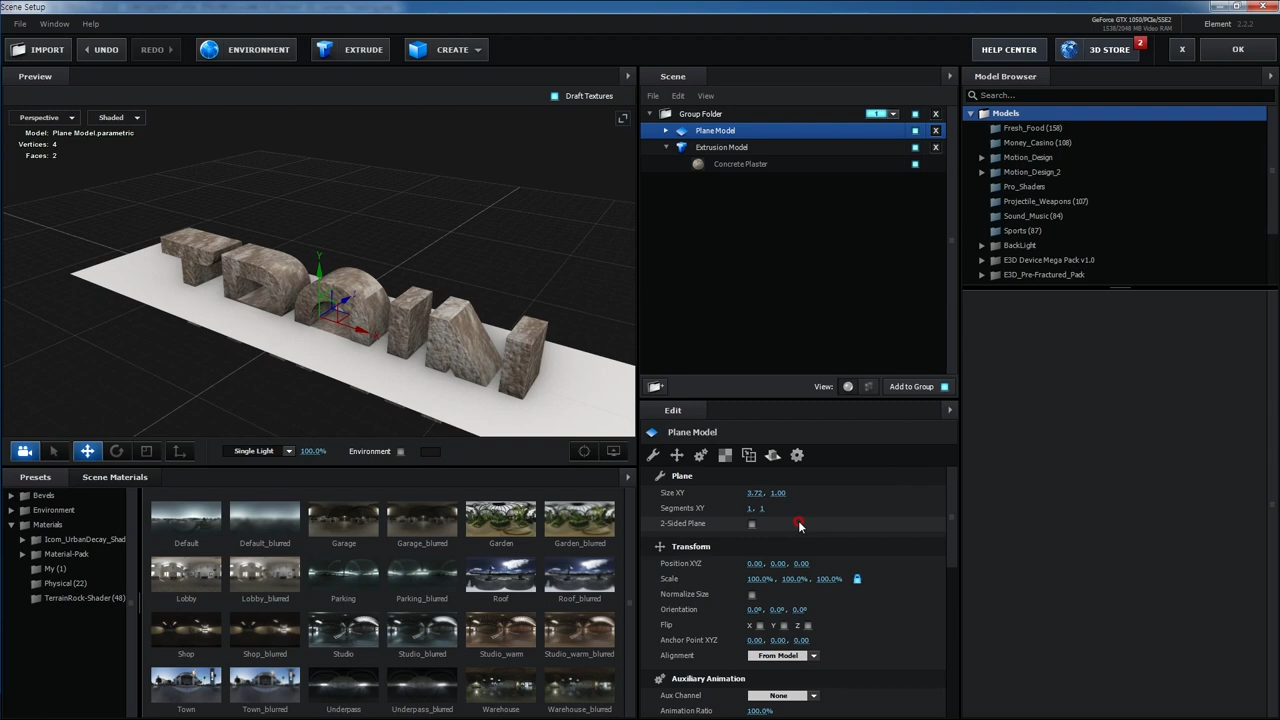 Scene Setup
File Window Help
GeForce GTX 1050/PCIe/SSE2
1538/2048 MB Video RAM
Element 2.2.2
IMPORT UNDO REDO ENVIRONMENT EXTRUDE CREATE HELP CENTER 3D STORE 2 X OK
Preview
Draft Textures
Perspective Shaded
Model: Plane Model.parametric
Vertices: 4
Faces: 2
Y
Single Light 100.0% Environment
Presets Scene Materials
Bevels
Environment
Materials
Icom_UrbanDecay_Shad
Material-Pack
My (1)
Physical (22)
TerrainRock-Shader (48)
Default Default_blurred Garage Garage_blurred Garden Garden_blurred
Lobby Lobby_blurred Parking Parking_blurred Roof Roof_blurred
Shop Shop_blurred Studio Studio_blurred Studio_warm Studio_warm_blurred
Town Town_blurred Underpass Underpass_blurred Warehouse Warehouse_blurred
Scene
File Edit View
Group Folder 1 X
Plane Model X
Extrusion Model X
Concrete Plaster
View: Add to Group
Edit
Plane Model
Plane
Size XY 3.72, 1.00
Segments XY 1, 1
2-Sided Plane
Transform
Position XYZ 0.00, 0.00, 0.00
Scale 100.0%, 100.0%, 100.0%
Normalize Size
Orientation 0.0°, 0.0°, 0.0°
Flip X Y Z
Anchor Point XYZ 0.00, 0.00, 0.00
Alignment From Model
Auxiliary Animation
Aux Channel None
Animation Ratio 100.0%
Model Browser
Search...
Models
Fresh_Food (158)
Money_Casino (108)
Motion_Design
Motion_Design_2
Pro_Shaders
Projectile_Weapons (107)
Sound_Music (84)
Sports (87)
BackLight
E3D Device Mega Pack v1.0
E3D_Pre-Fractured_Pack